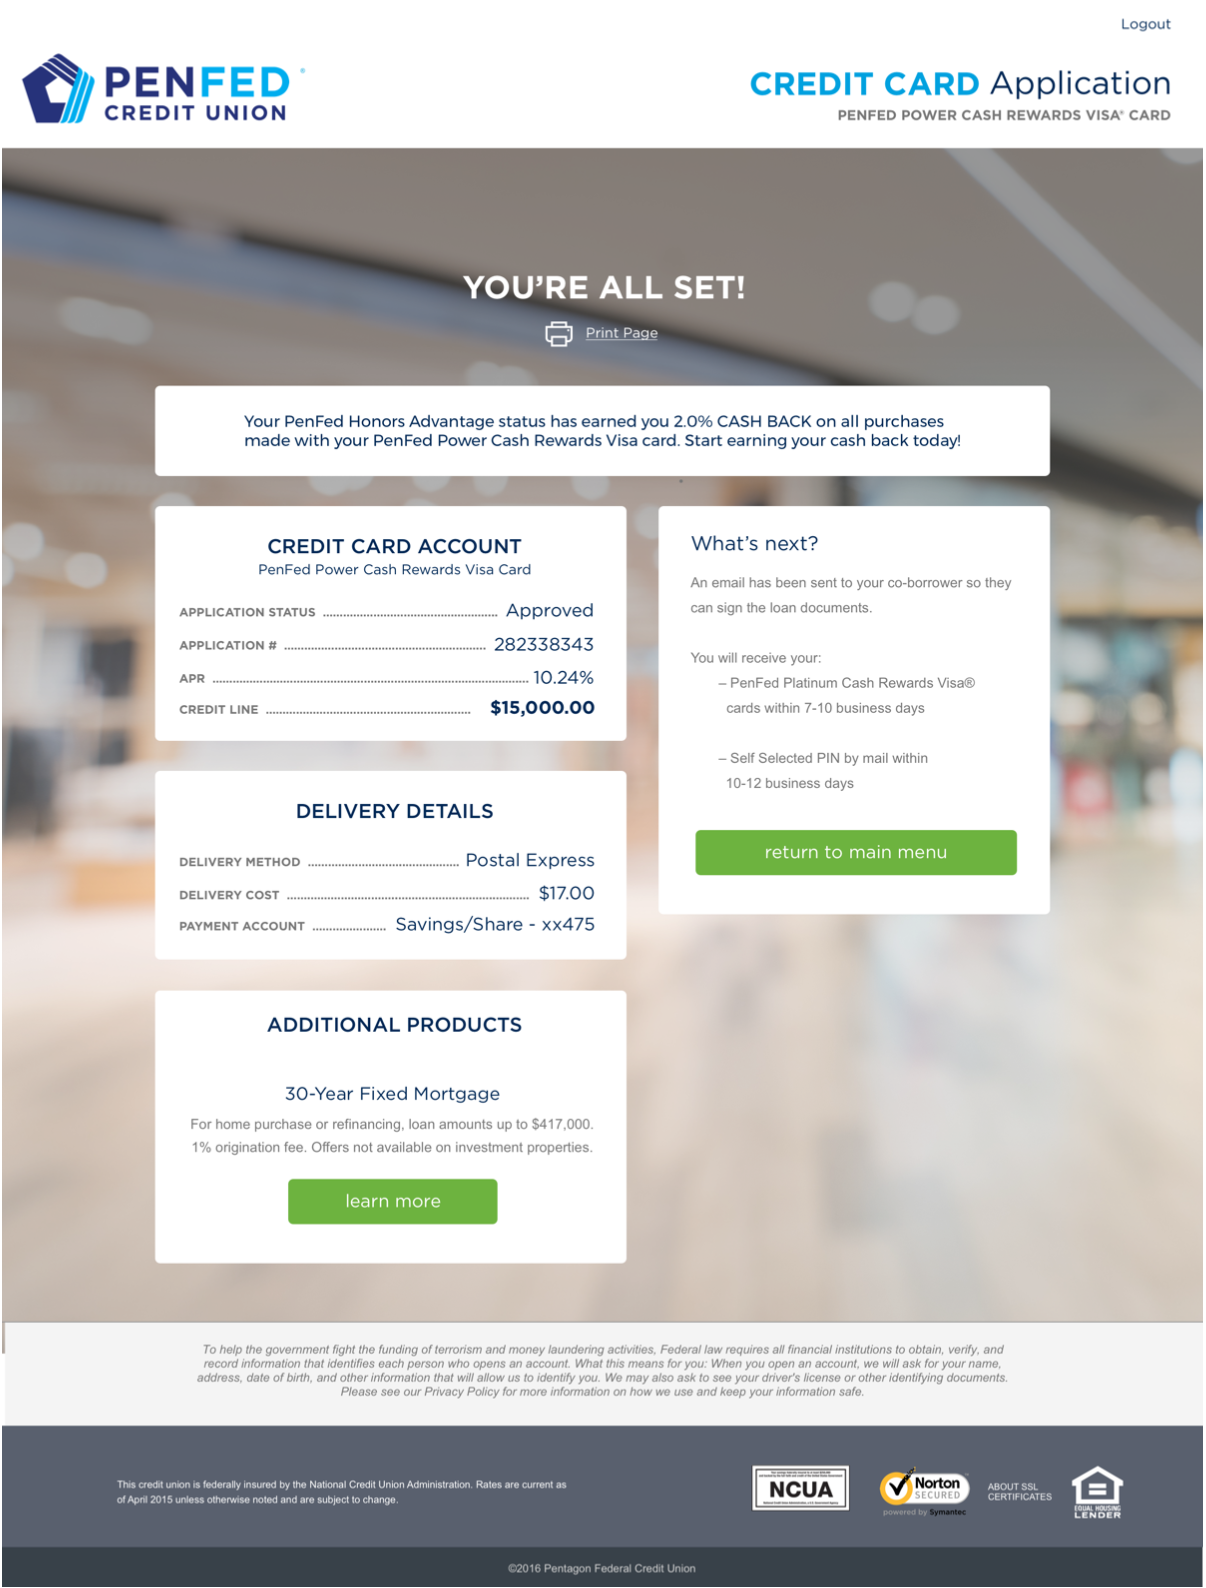 Logout
PENFED®
CREDIT UNION
CREDIT CARD Application
PENFED POWER CASH REWARDS VISA® CARD
YOU'RE ALL SET!
Print Page
Your PenFed Honors Advantage status has earned you 2.0% CASH BACK on all purchases
made with your PenFed Power Cash Rewards Visa card. Start earning your cash back today!
CREDIT CARD ACCOUNT
PenFed Power Cash Rewards Visa Card
APPLICATION STATUS ........ Approved
APPLICATION # ........ 282338343
APR ........ 10.24%
CREDIT LINE ........ $15,000.00
What's next?
An email has been sent to your co-borrower so they
can sign the loan documents.
You will receive your:
– PenFed Platinum Cash Rewards Visa®
cards within 7-10 business days
– Self Selected PIN by mail within
10-12 business days
return to main menu
DELIVERY DETAILS
DELIVERY METHOD ........ Postal Express
DELIVERY COST ........ $17.00
PAYMENT ACCOUNT ........ Savings/Share - xx475
ADDITIONAL PRODUCTS
30-Year Fixed Mortgage
For home purchase or refinancing, loan amounts up to $417,000.
1% origination fee. Offers not available on investment properties.
learn more
To help the government fight the funding of terrorism and money laundering activities, Federal law requires all financial institutions to obtain, verify, and
record information that identifies each person who opens an account. What this means for you: When you open an account, we will ask for your name,
address, date of birth, and other information that will allow us to identify you. We may also ask to see your driver's license or other identifying documents.
Please see our Privacy Policy for more information on how we use and keep your information safe.
This credit union is federally insured by the National Credit Union Administration. Rates are current as
of April 2015 unless otherwise noted and are subject to change.
NCUA
Norton
SECURED
powered by Symantec
ABOUT SSL
CERTIFICATES
EQUAL HOUSING
LENDER
©2016 Pentagon Federal Credit Union